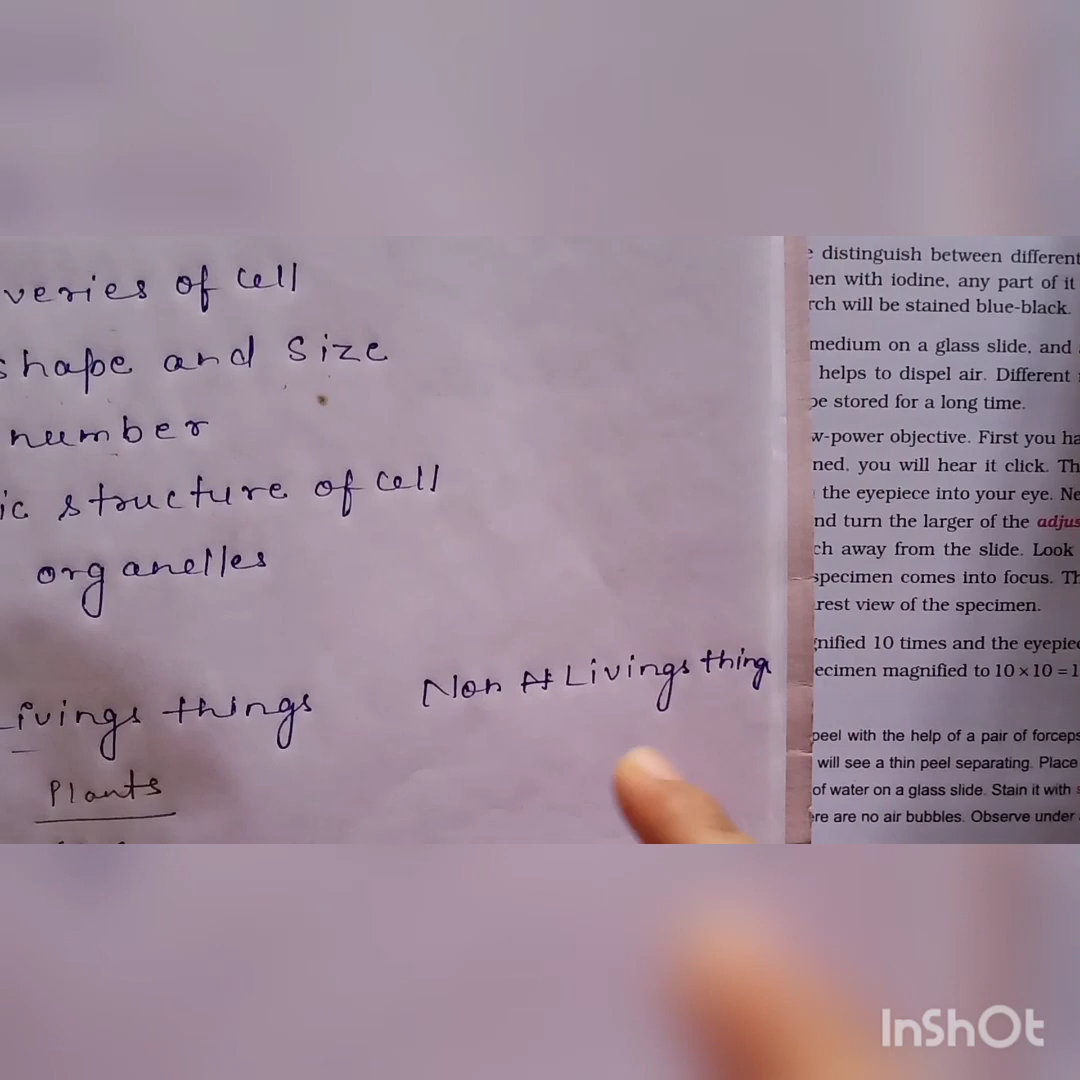 veries of cell
shape and size
number
ic structure of cell
organelles
Livings things
Non Livings thing
Plants
distinguish between different
en with iodine, any part of it
rch will be stained blue-black.
medium on a glass slide, and
helps to dispel air. Different
be stored for a long time.
w-power objective. First you ha
ned, you will hear it click. Th
the eyepiece into your eye. Ne
nd turn the larger of the adjus
ch away from the slide. Look
specimen comes into focus. Th
rest view of the specimen.
nified 10 times and the eyepiec
ecimen magnified to 10 × 10 = 1
peel with the help of a pair of forceps
will see a thin peel separating. Place
of water on a glass slide. Stain it with
re are no air bubbles. Observe under
InShOt